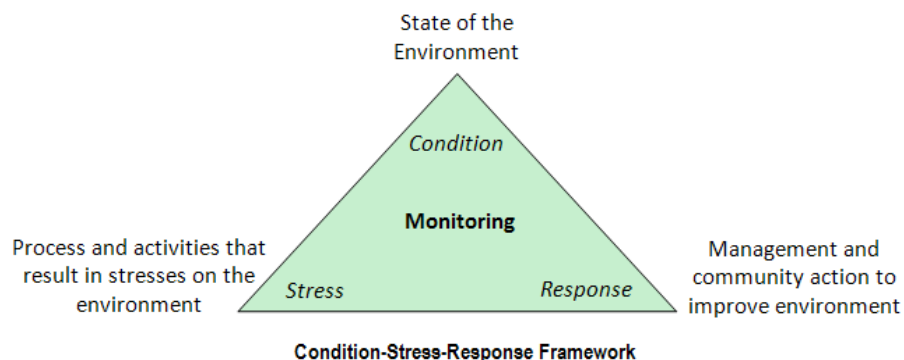 State of the
Environment
Condition
Monitoring
Process and activities that
result in stresses on the
environment
Stress
Response
Management and
community action to
improve environment
Condition-Stress-Response Framework